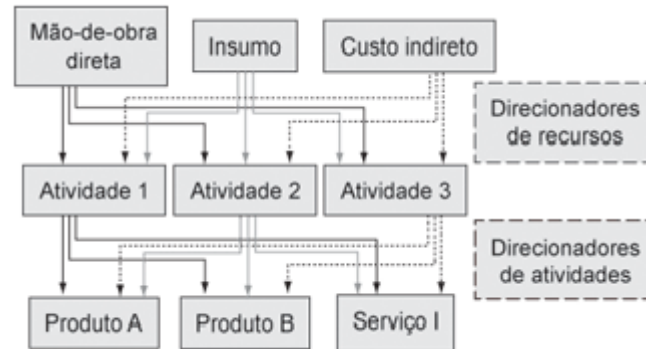 Mão-de-obra
direta
Insumo
Custo indireto
Direcionadores
de recursos
Atividade 1
Atividade 2
Atividade 3
Direcionadores
de atividades
Produto A
Produto B
Serviço I